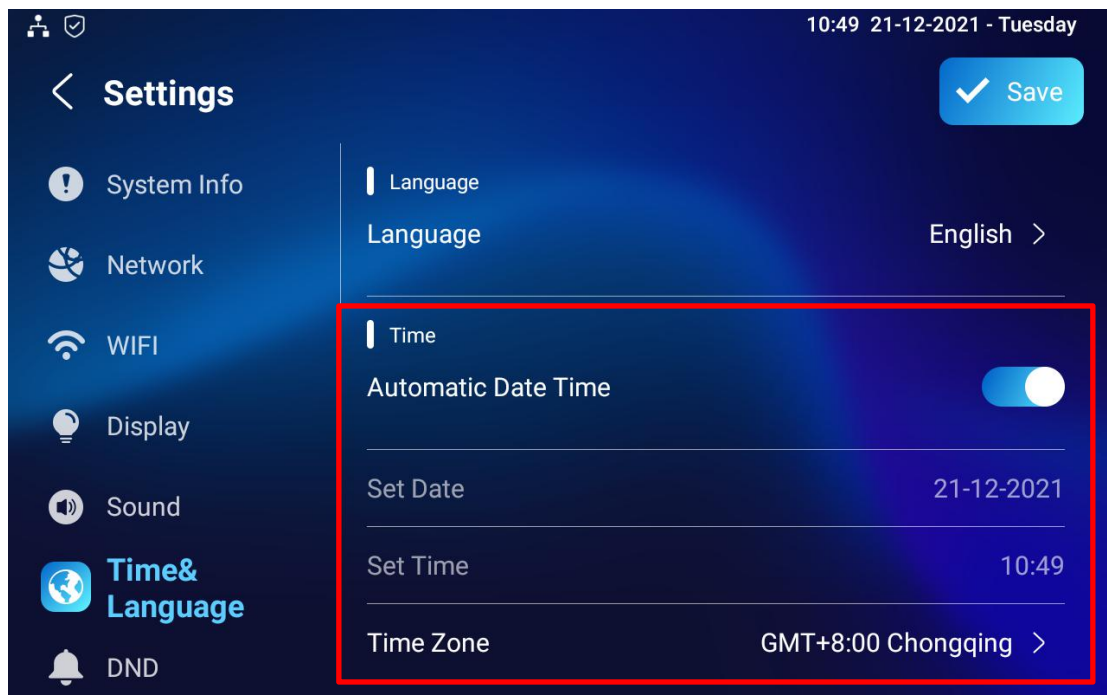 10:49 21-12-2021 - Tuesday
Settings
Save
System Info
Network
WIFI
Display
Sound
Time&
Language
DND
Language
Language English
Time
Automatic Date Time
Set Date 21-12-2021
Set Time 10:49
Time Zone GMT+8:00 Chongqing